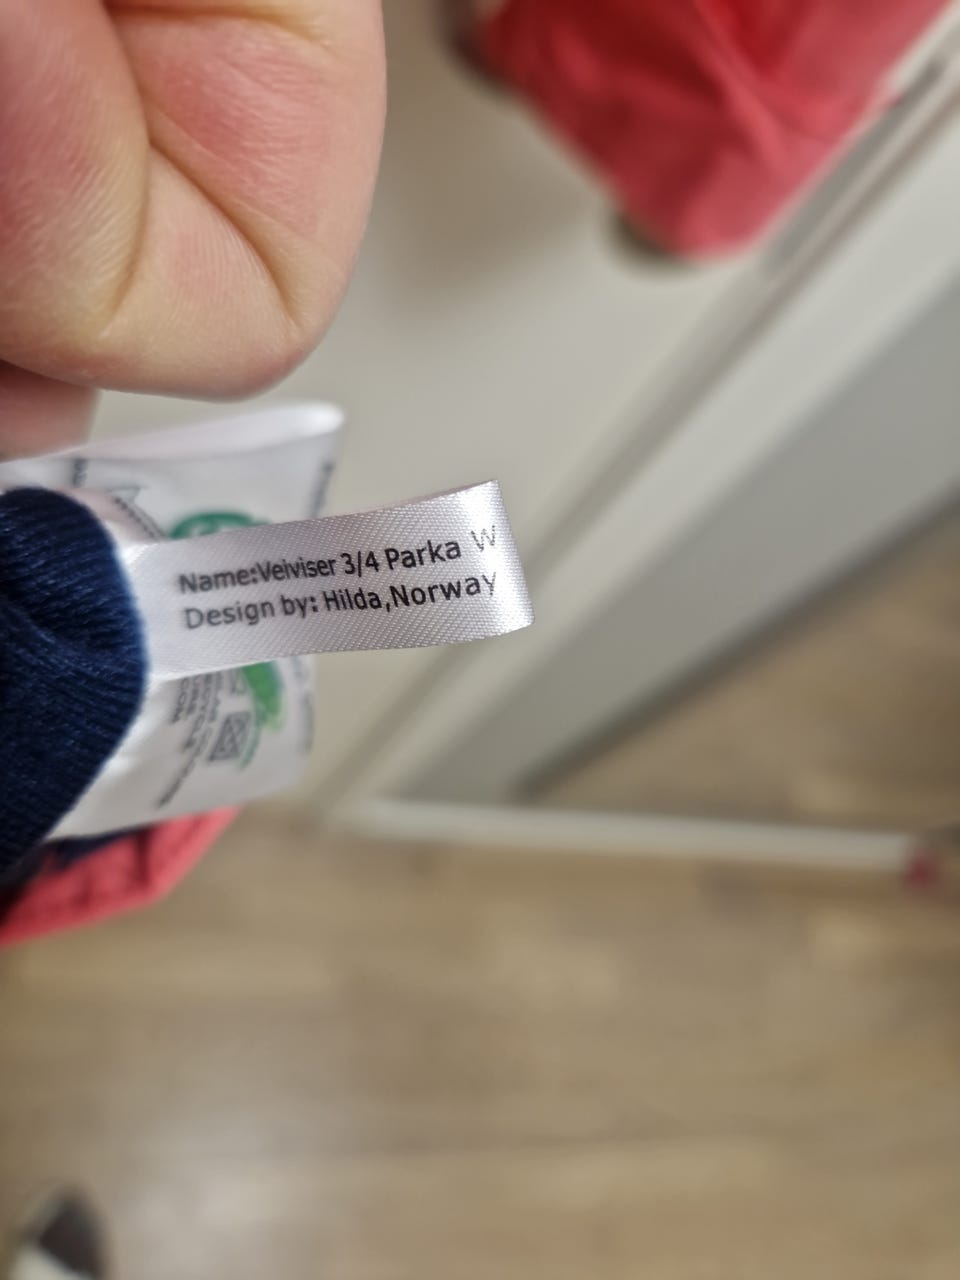 Name:Veiviser 3/4 Parka W
Design by: Hilda,Norway